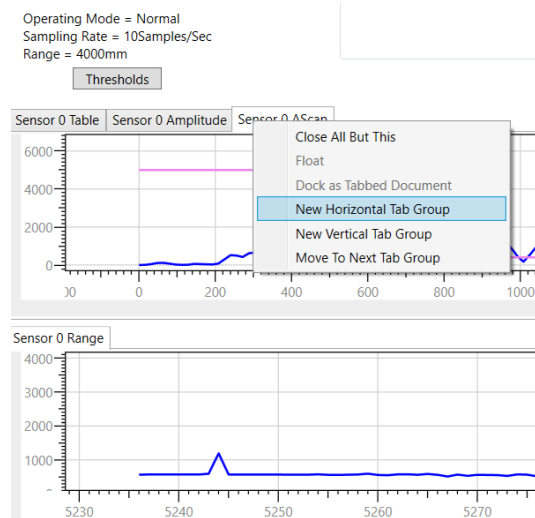 Operating Mode = Normal
Sampling Rate = 10Samples/Sec
Range = 4000mm
Thresholds
Sensor 0 Table Sensor 0 Amplitude Sensor 0 AScan
Close All But This
Float
Dock as Tabbed Document
New Horizontal Tab Group
New Vertical Tab Group
Move To Next Tab Group
6000
4000
2000
0
0 200 400 600 800 1000
Sensor 0 Range
4000
3000
2000
1000
5230 5240 5250 5260 5270